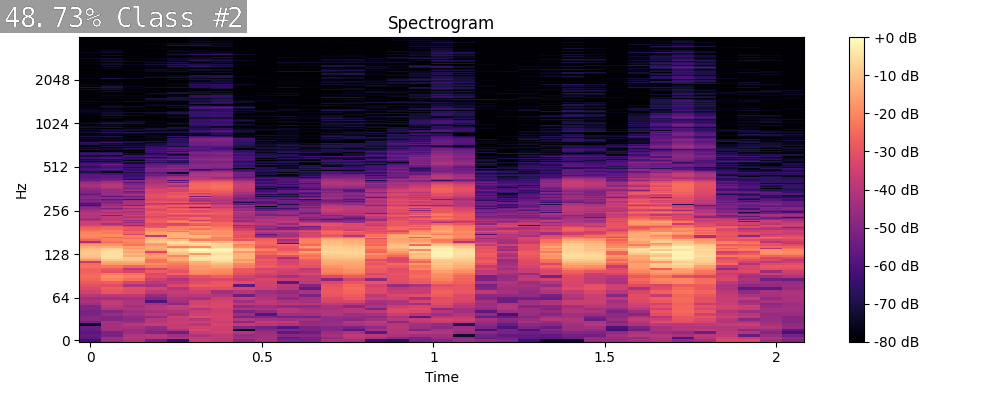 48.73% Class #2
Spectrogram
Hz
2048
1024
512
256
128
64
0
0 0.5 1 1.5 2
Time
+0 dB
-10 dB
-20 dB
-30 dB
-40 dB
-50 dB
-60 dB
-70 dB
-80 dB